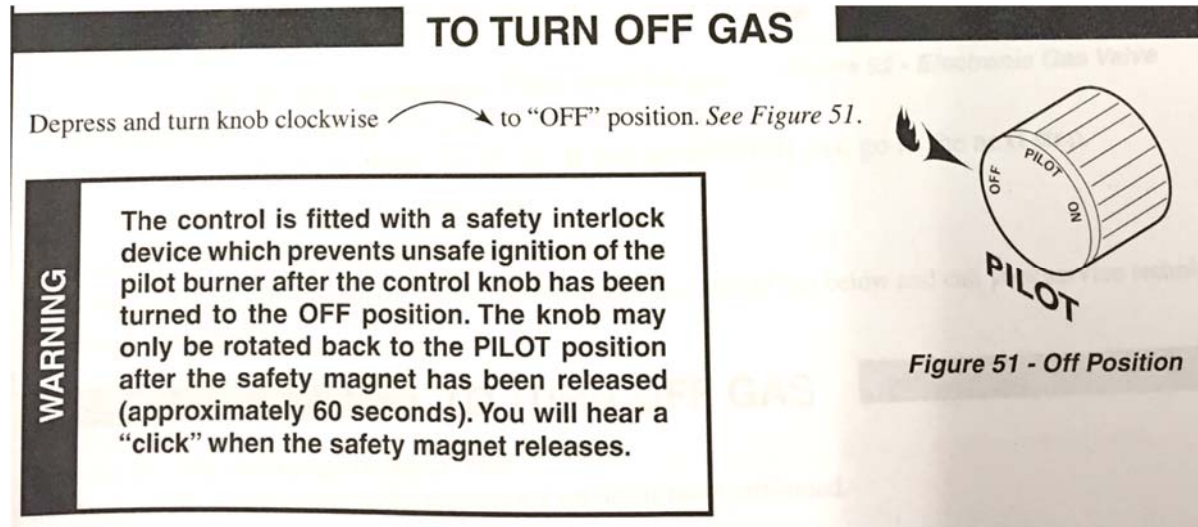 TO TURN OFF GAS
Depress and turn knob clockwise to “OFF” position. See Figure 51.
WARNING
The control is fitted with a safety interlock
device which prevents unsafe ignition of the
pilot burner after the control knob has been
turned to the OFF position. The knob may
only be rotated back to the PILOT position
after the safety magnet has been released
(approximately 60 seconds). You will hear a
“click” when the safety magnet releases.
OFF
PILOT
ON
PILOT
Figure 51 - Off Position